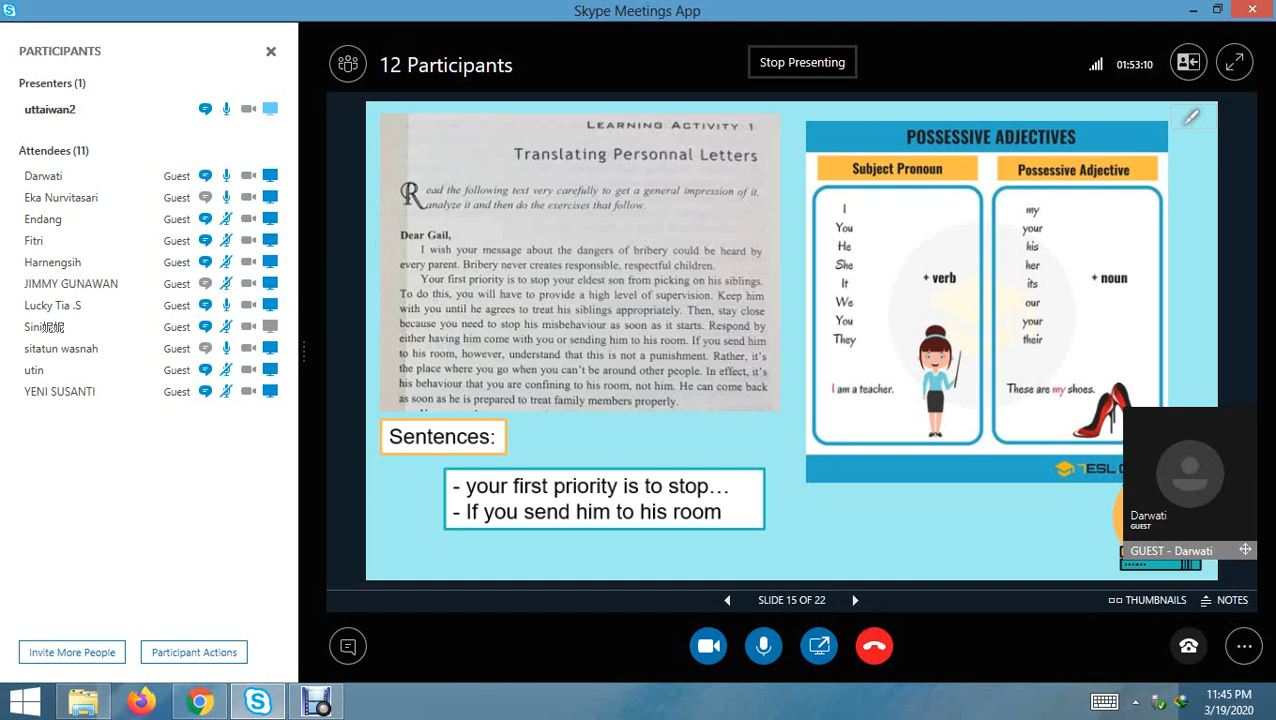 Skype Meetings App
PARTICIPANTS
Presenters (1)
uttaiwan2
Attendees (11)
Darwati Guest
Eka Nurvitasari Guest
Endang Guest
Fitri Guest
Harnengsih Guest
JIMMY GUNAWAN Guest
Lucky Tia .S Guest
Sini妮妮 Guest
sitatun wasnah Guest
utin Guest
YENI SUSANTI Guest
Invite More People
Participant Actions
12 Participants
Stop Presenting
01:53:10
LEARNING ACTIVITY 1
Translating Personnal Letters
Read the following text very carefully to get a general impression of it,
analyze it and then do the exercises that follow.
Dear Gail,
I wish your message about the dangers of bribery could be heard by
every parent. Bribery never creates responsible, respectful children.
Your first priority is to stop your eldest son from picking on his siblings.
To do this, you will have to provide a high level of supervision. Keep him
with you until he agrees to treat his siblings appropriately. Then, stay close
because you need to stop his misbehaviour as soon as it starts. Respond by
either having him come with you or sending him to his room. If you send him
to his room, however, understand that this is not a punishment. Rather, it's
the place where you go when you can't be around other people. In effect, it's
his behaviour that you are confining to his room, not him. He can come back
as soon as he is prepared to treat family members properly.
Sentences:
- your first priority is to stop…
- If you send him to his room
POSSESSIVE ADJECTIVES
Subject Pronoun
I
You
He
She
It
We
You
They
+ verb
I am a teacher.
Possessive Adjective
my
your
his
her
its
our
your
their
+ noun
These are my shoes.
7ESL
Darwati
GUEST
GUEST - Darwati
SLIDE 15 OF 22
THUMBNAILS
NOTES
11:45 PM
3/19/2020